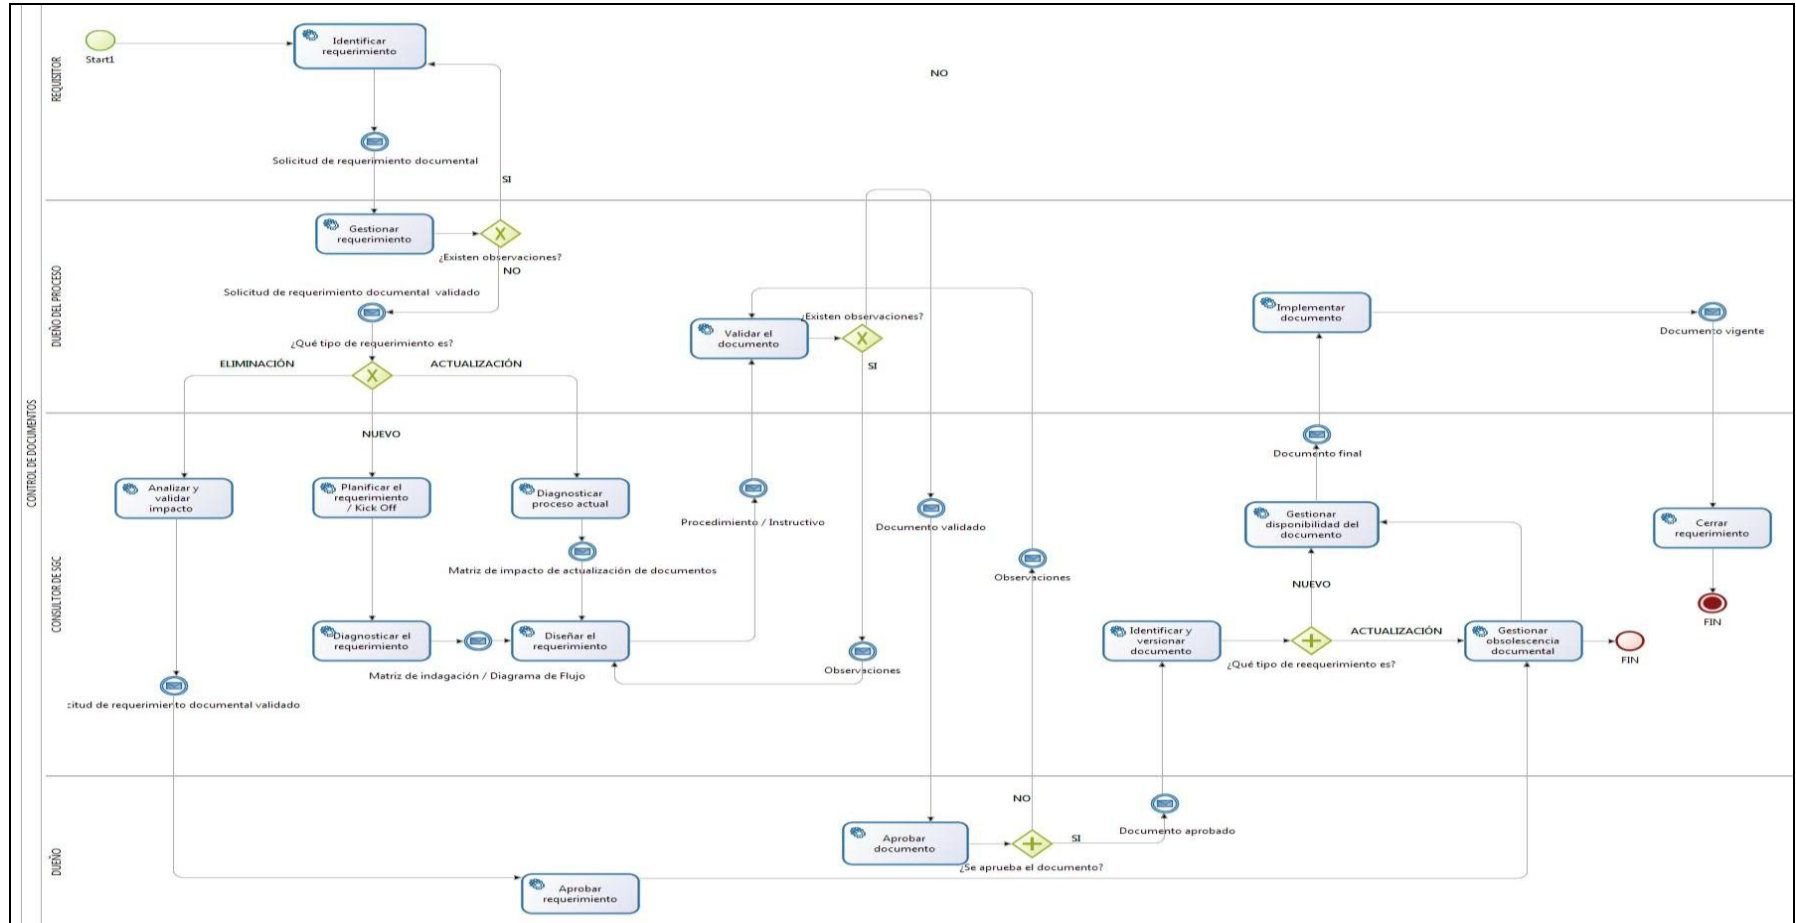 CONTROL DE DOCUMENTOS
REQUISITOR
Start1
Identificar
requerimiento
NO
Solicitud de requerimiento documental
SI
DUEÑO DEL PROCESO
Gestionar
requerimiento
¿Existen observaciones?
NO
Solicitud de requerimiento documental validado
¿Qué tipo de requerimiento es?
ELIMINACIÓN
ACTUALIZACIÓN
Validar el
documento
¿Existen observaciones?
SI
Implementar
documento
Documento vigente
CONSULTOR DE SGC
NUEVO
Analizar y
validar
impacto
Planificar el
requerimiento
/ Kick Off
Diagnosticar
proceso actual
Matriz de impacto de actualización de documentos
Procedimiento / Instructivo
Documento validado
Observaciones
Documento final
Gestionar
disponibilidad del
documento
Cerrar
requerimiento
FIN
NUEVO
Diagnosticar el
requerimiento
Matriz de indagación / Diagrama de Flujo
Diseñar el
requerimiento
Observaciones
Identificar y
versionar
documento
¿Qué tipo de reequerimiento es?
ACTUALIZACIÓN
Gestionar
obsolescencia
documental
FIN
citud de requerimiento documental validado
DUEÑO
Aprobar
documento
NO
¿Se aprueba el documento?
SI
Documento aprobado
Aprobar
requerimiento